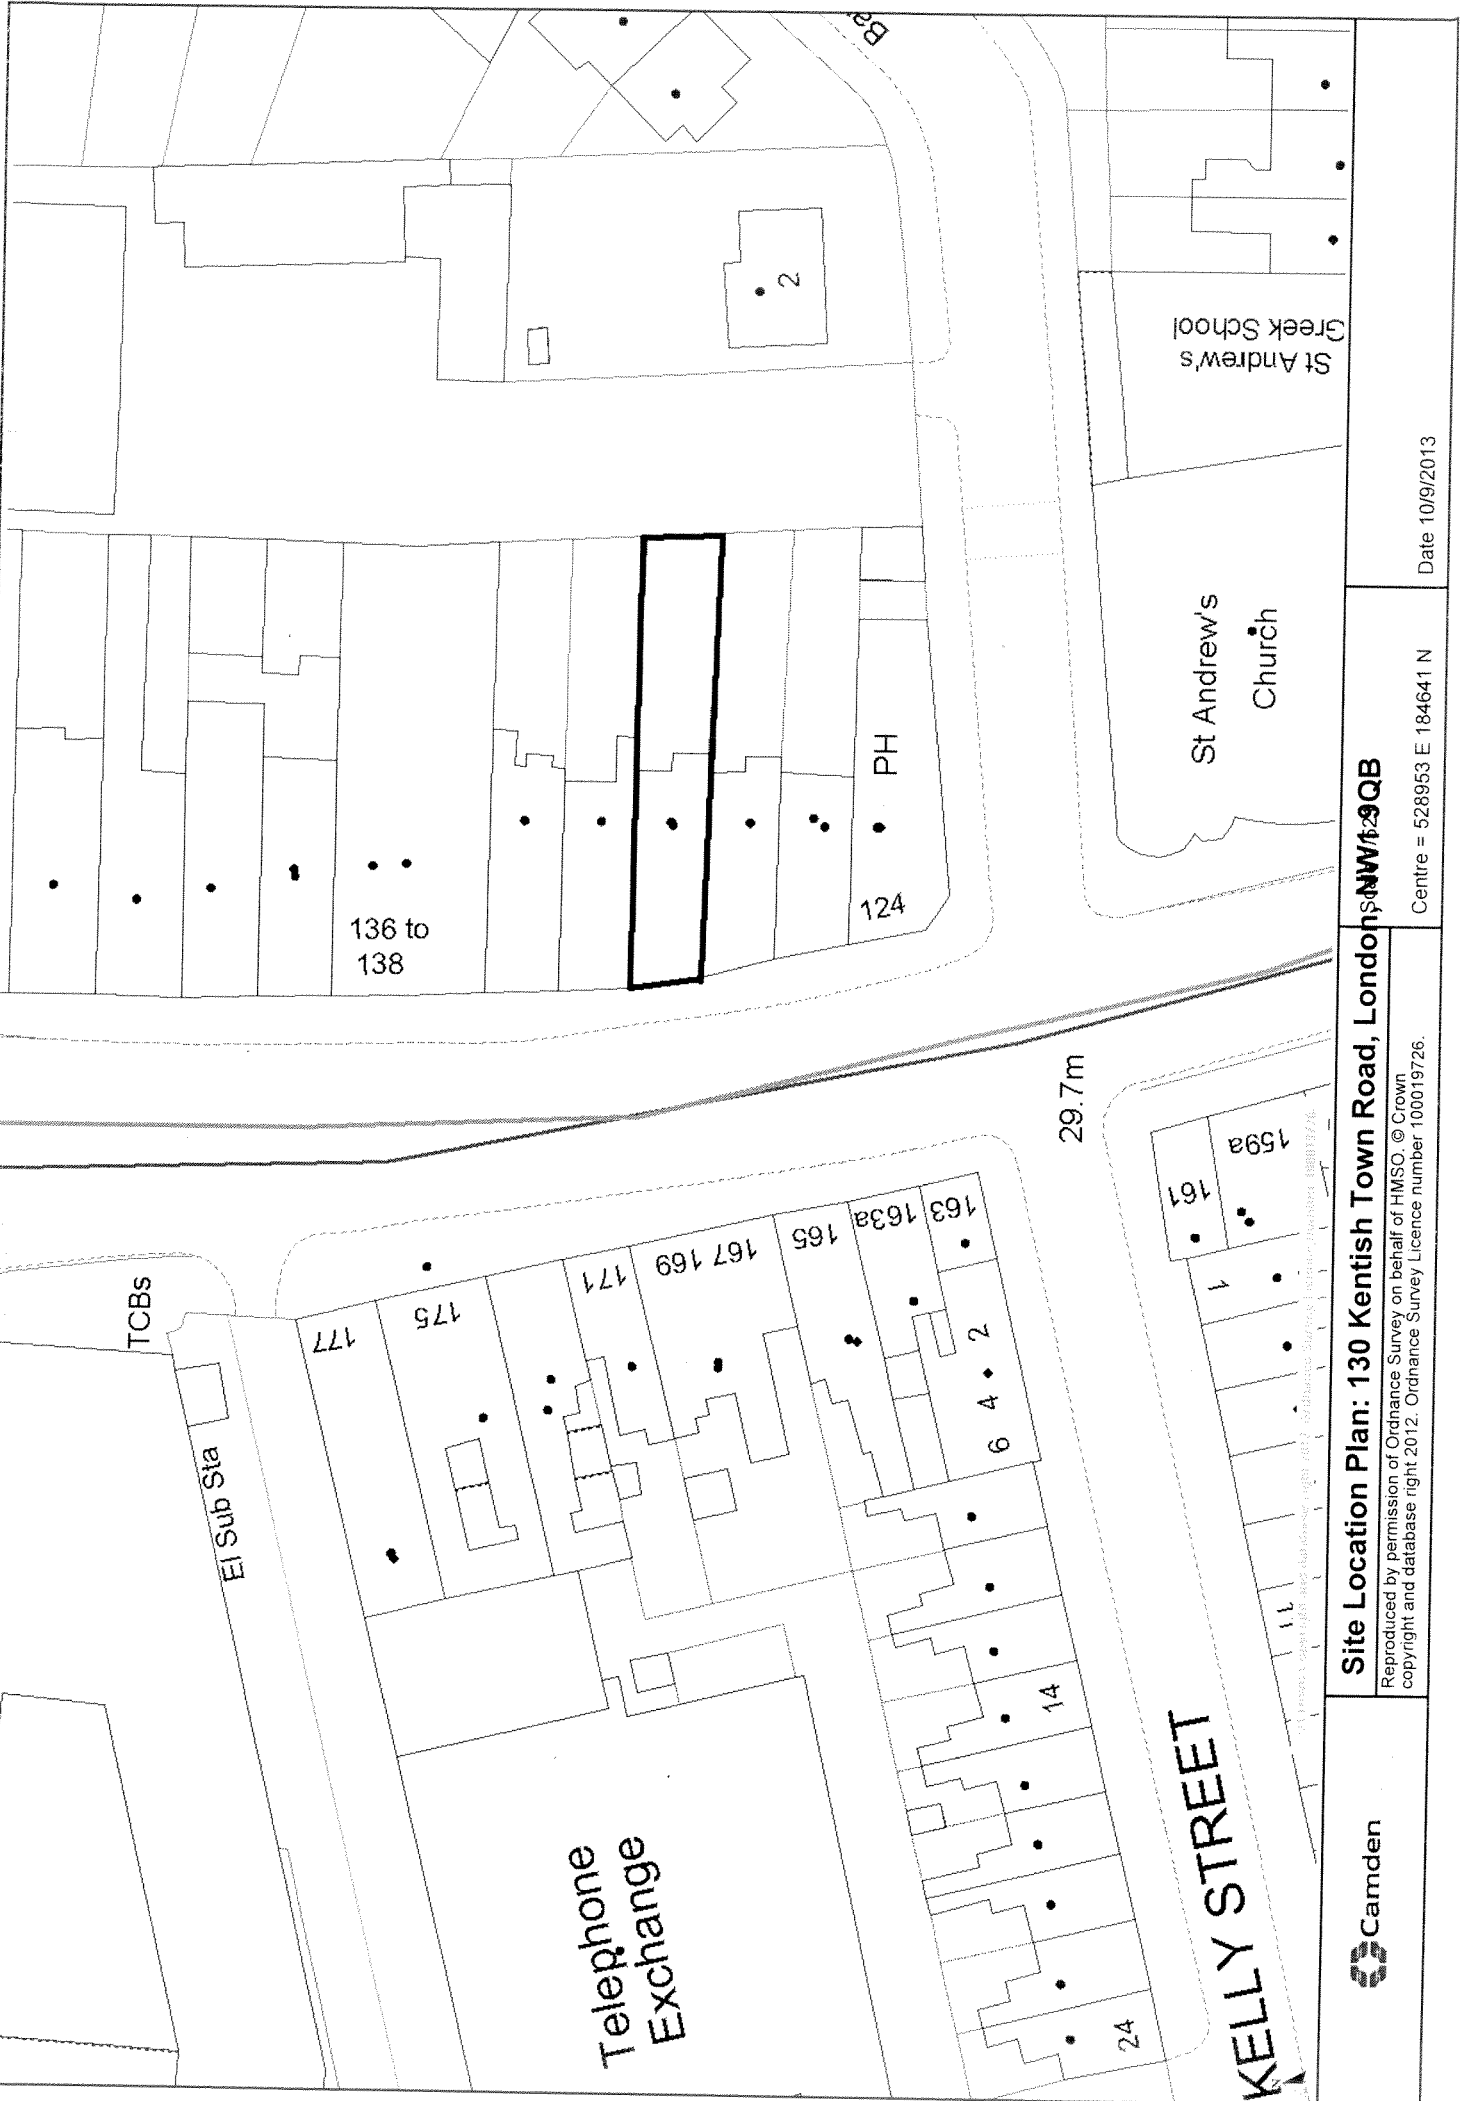 Ba
2
St Andrew's
Greek School
136 to
138
PH
124
St Andrew's
Church
29.7m
TCBs
El Sub Sta
177
175
171
169
167
165
163a
163
161
159a
1
2
4
6
14
24
11
Telephone
Exchange
KELLY STREET
Camden
Site Location Plan: 130 Kentish Town Road, London, NW1 9QB
Reproduced by permission of Ordnance Survey on behalf of HMSO. © Crown
copyright and database right 2012. Ordnance Survey Licence number 100019726.
Centre = 528953 E 184641 N
Date 10/9/2013